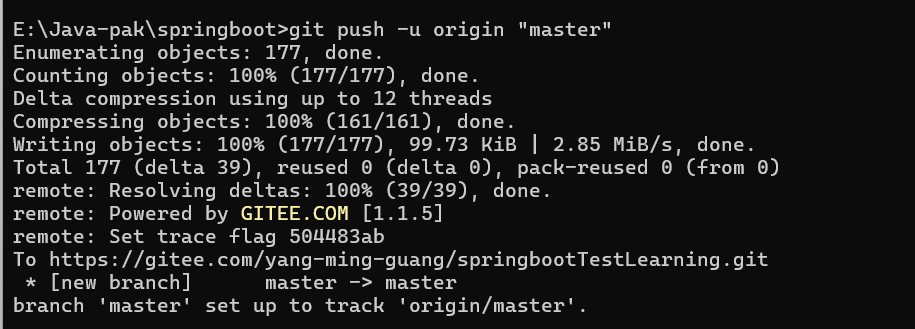 E:\Java-pak\springboot>git push -u origin "master"
Enumerating objects: 177, done.
Counting objects: 100% (177/177), done.
Delta compression using up to 12 threads
Compressing objects: 100% (161/161), done.
Writing objects: 100% (177/177), 99.73 KiB | 2.85 MiB/s, done.
Total 177 (delta 39), reused 0 (delta 0), pack-reused 0 (from 0)
remote: Resolving deltas: 100% (39/39), done.
remote: Powered by GITEE.COM [1.1.5]
remote: Set trace flag 504483ab
To https://gitee.com/yang-ming-guang/springbootTestLearning.git
 * [new branch]      master -> master
branch 'master' set up to track 'origin/master'.